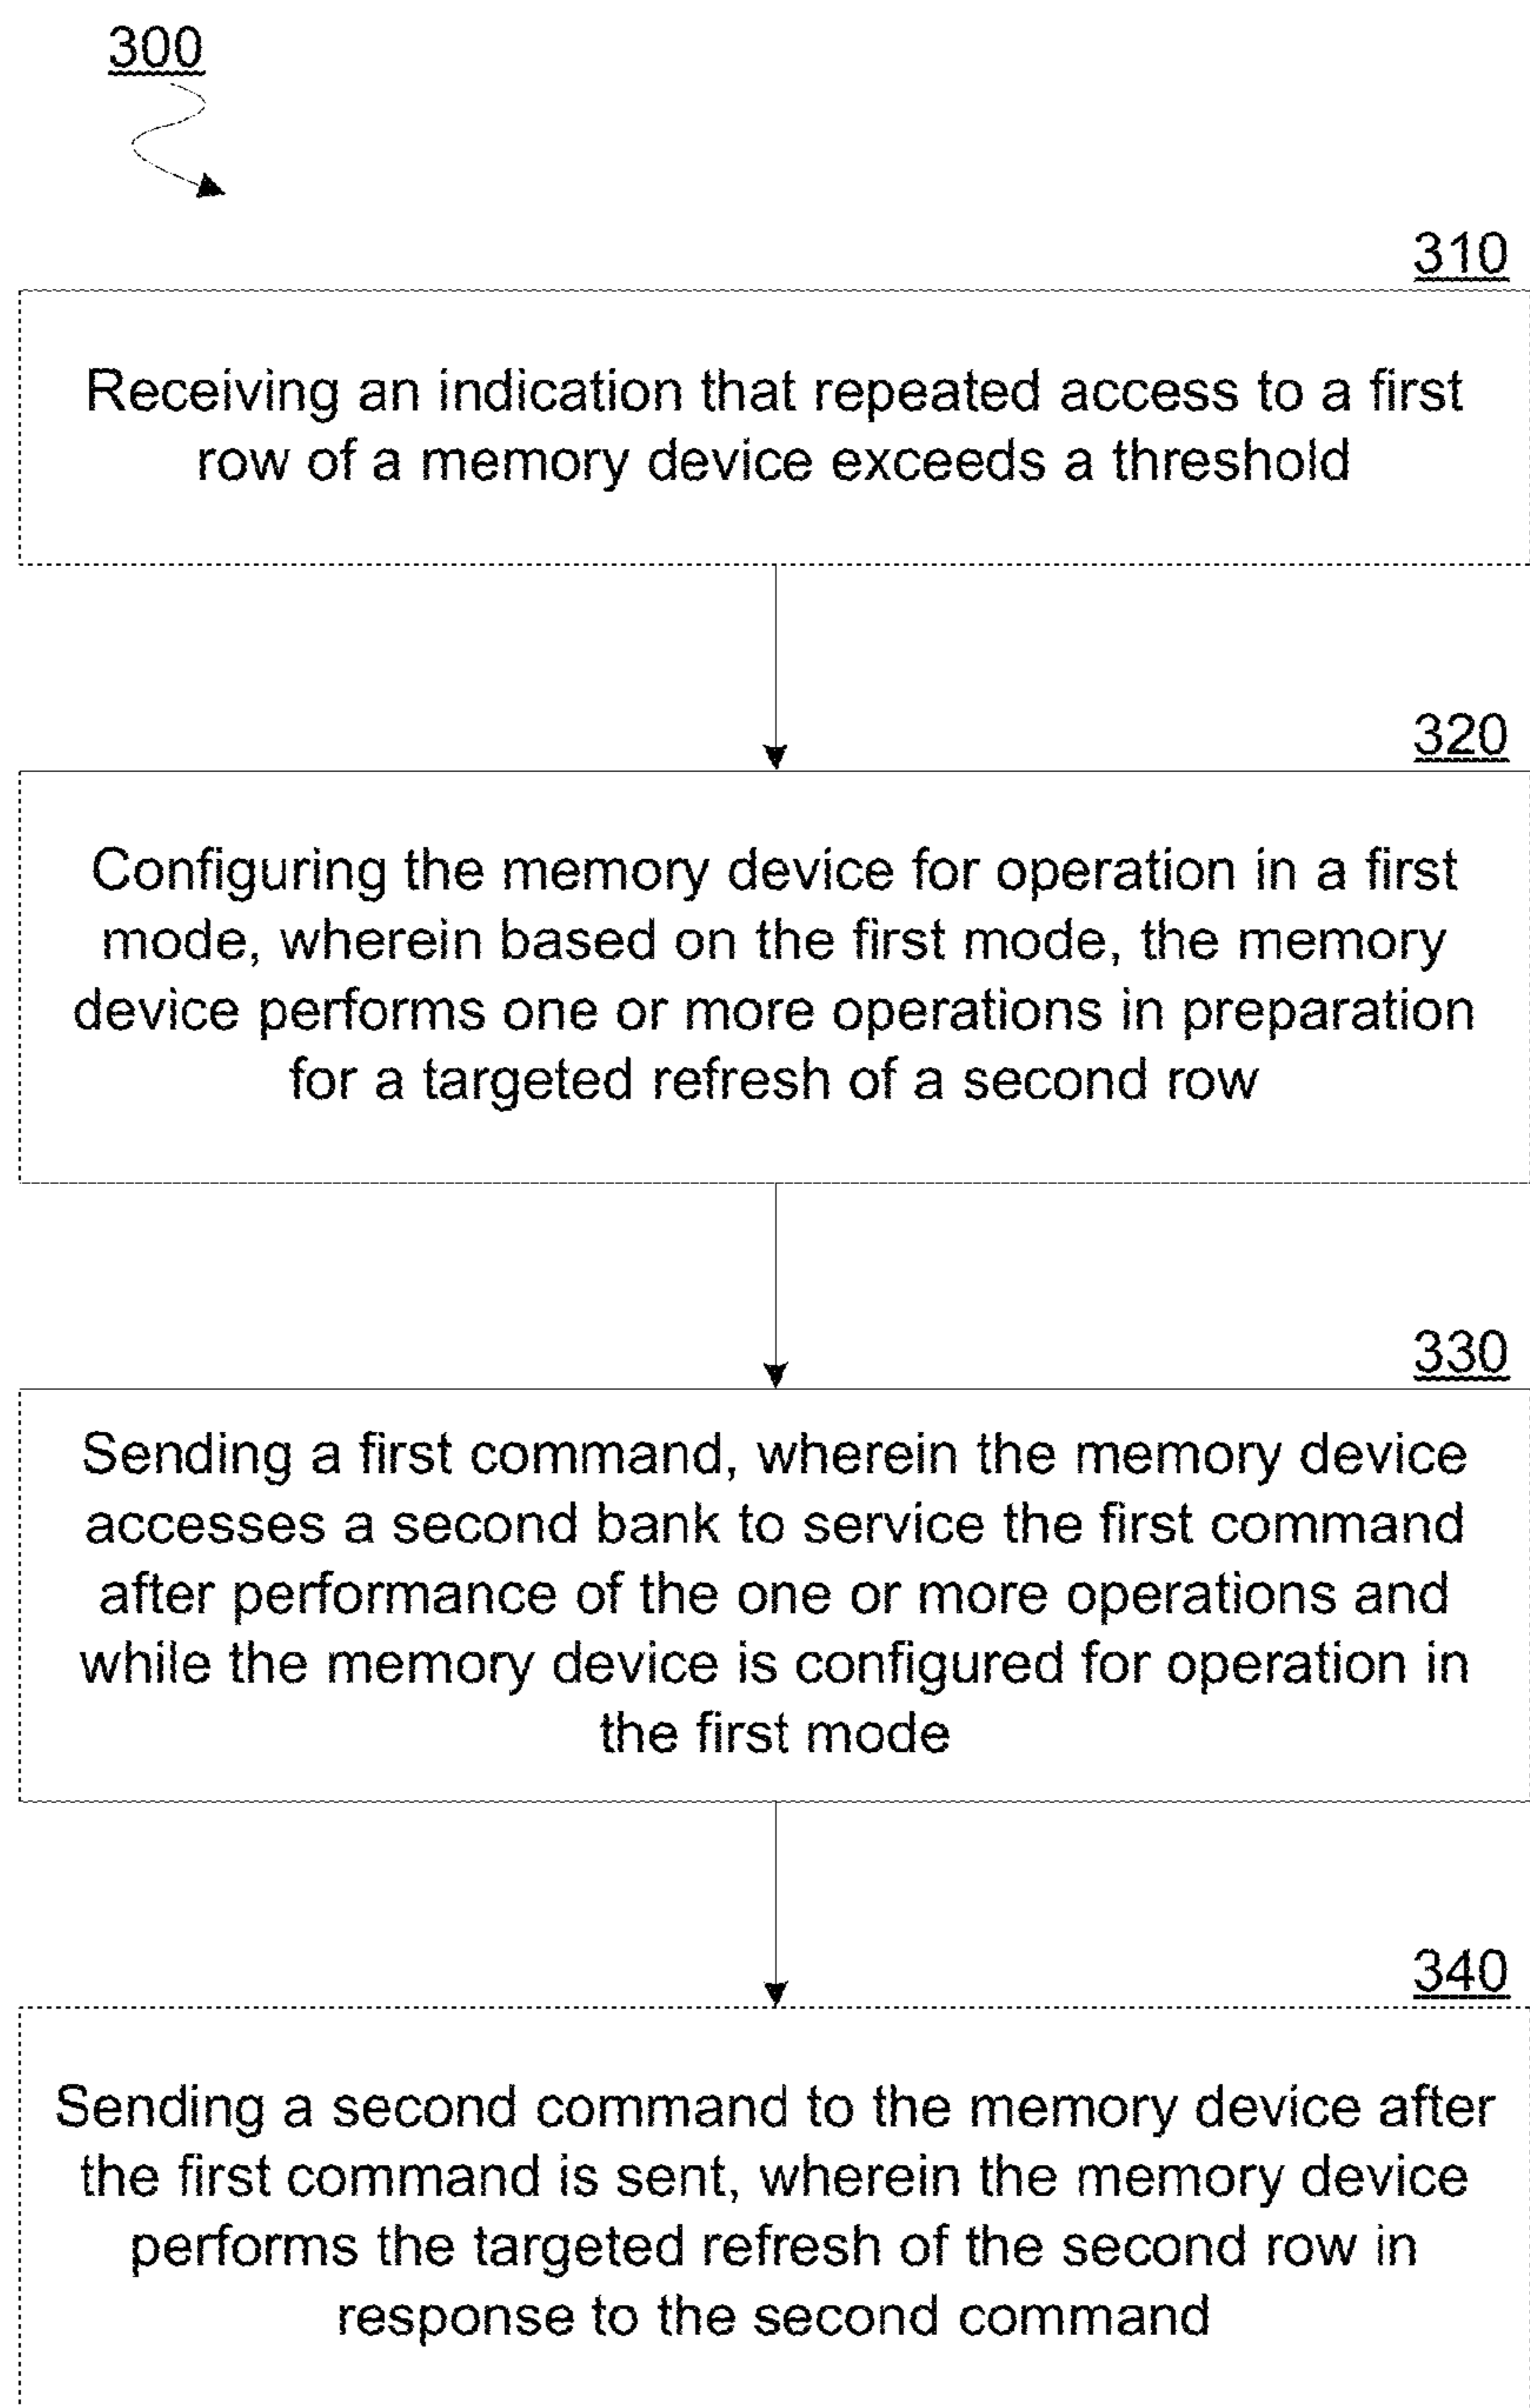 300
310
Receiving an indication that repeated access to a first
row of a memory device exceeds a threshold
320
Configuring the memory device for operation in a first
mode, wherein based on the first mode, the memory
device performs one or more operations in preparation
for a targeted refresh of a second row
330
Sending a first command, wherein the memory device
accesses a second bank to service the first command
after performance of the one or more operations and
while the memory device is configured for operation in
the first mode
340
Sending a second command to the memory device after
the first command is sent, wherein the memory device
performs the targeted refresh of the second row in
response to the second command